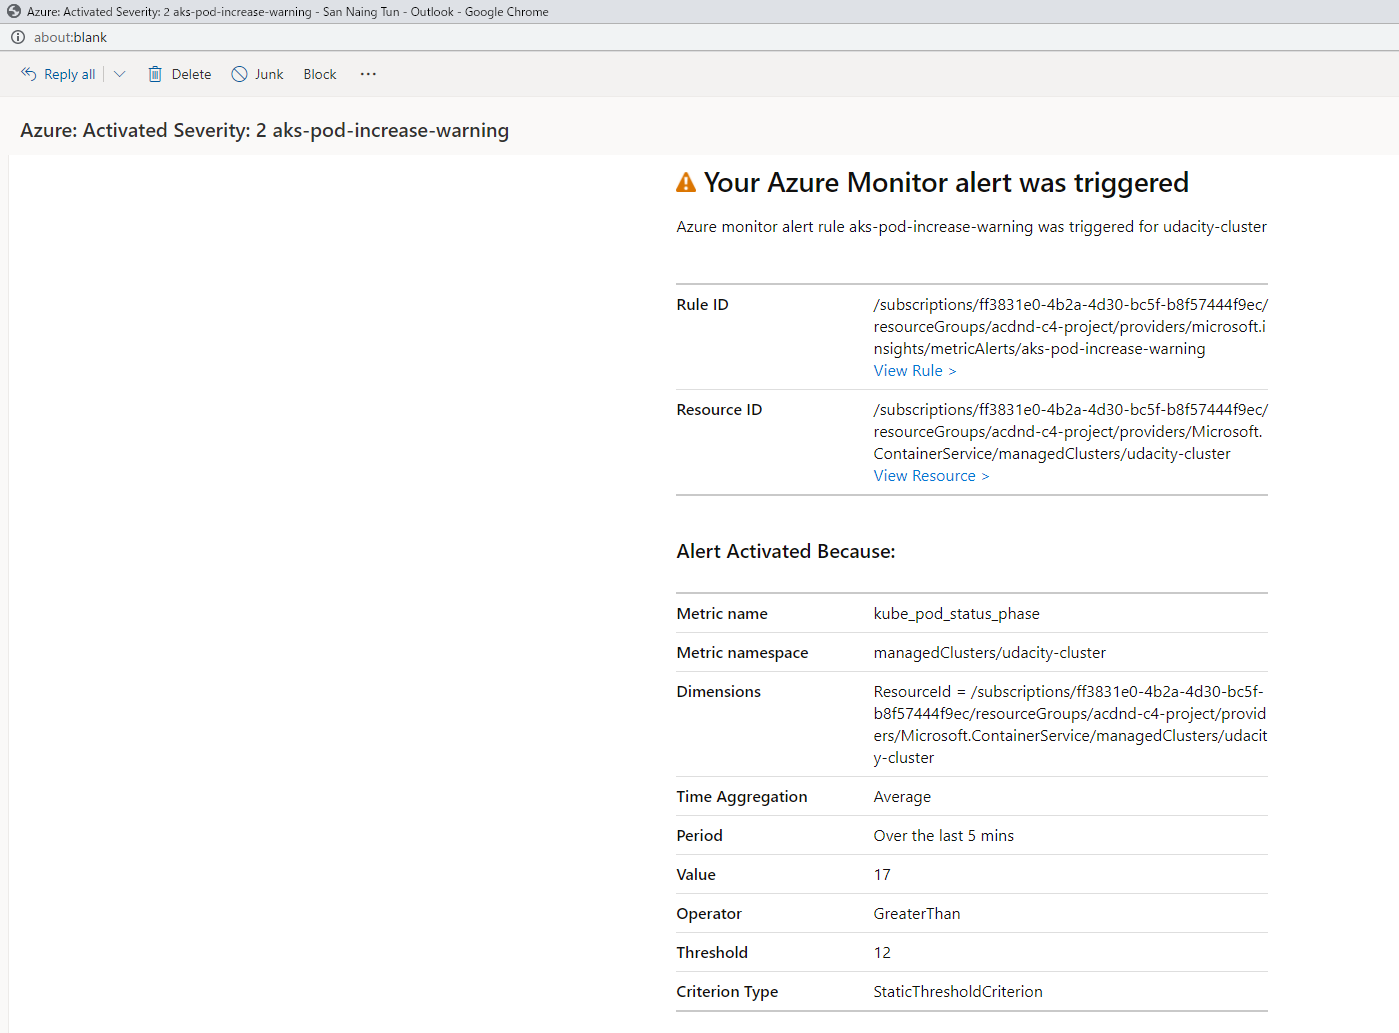 Azure: Activated Severity: 2 aks-pod-increase-warning - San Naing Tun - Outlook - Google Chrome
about:blank
Reply all Delete Junk Block ···
Azure: Activated Severity: 2 aks-pod-increase-warning
Your Azure Monitor alert was triggered
Azure monitor alert rule aks-pod-increase-warning was triggered for udacity-cluster
Rule ID /subscriptions/ff3831e0-4b2a-4d30-bc5f-b8f57444f9ec/
resourceGroups/acdnd-c4-project/providers/microsoft.i
nsights/metricAlerts/aks-pod-increase-warning
View Rule >
Resource ID /subscriptions/ff3831e0-4b2a-4d30-bc5f-b8f57444f9ec/
resourceGroups/acdnd-c4-project/providers/Microsoft.
ContainerService/managedClusters/udacity-cluster
View Resource >
Alert Activated Because:
Metric name kube_pod_status_phase
Metric namespace managedClusters/udacity-cluster
Dimensions ResourceId = /subscriptions/ff3831e0-4b2a-4d30-bc5f-
b8f57444f9ec/resourceGroups/acdnd-c4-project/provid
ers/Microsoft.ContainerService/managedClusters/udacit
y-cluster
Time Aggregation Average
Period Over the last 5 mins
Value 17
Operator GreaterThan
Threshold 12
Criterion Type StaticThresholdCriterion